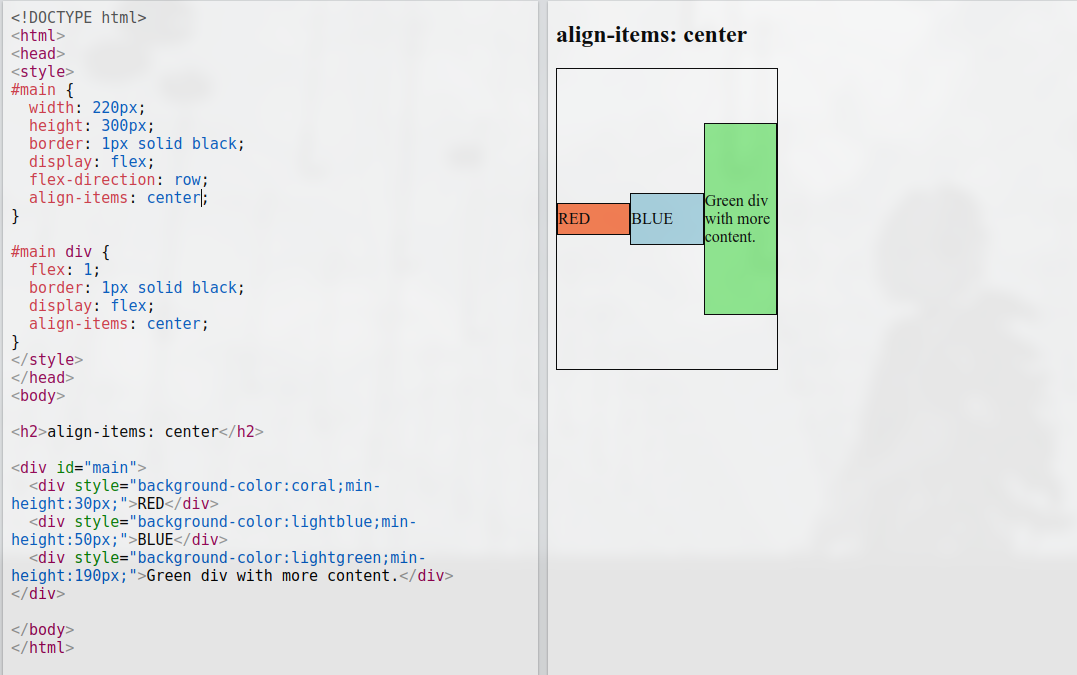 <!DOCTYPE html>
<html>
<head>
<style>
#main {
  width: 220px;
  height: 300px;
  border: 1px solid black;
  display: flex;
  flex-direction: row;
  align-items: center;
}

#main div {
  flex: 1;
  border: 1px solid black;
  display: flex;
  align-items: center;
}
</style>
</head>
<body>

<h2>align-items: center</h2>

<div id="main">
  <div style="background-color:coral;min-
height:30px;">RED</div>
  <div style="background-color:lightblue;min-
height:50px;">BLUE</div>
  <div style="background-color:lightgreen;min-
height:190px;">Green div with more content.</div>
</div>

</body>
</html>
align-items: center
RED
BLUE
Green div
with more
content.